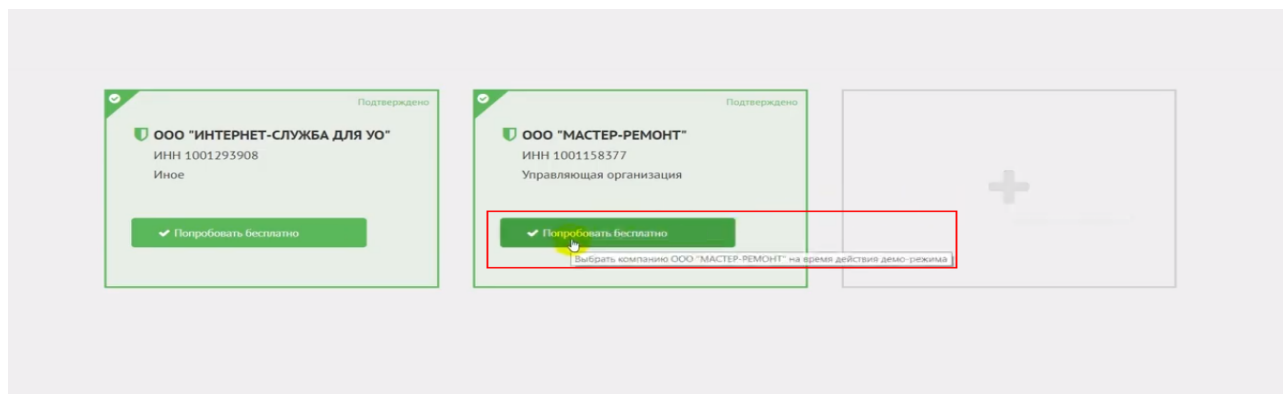 Подтверждено
ООО "ИНТЕРНЕТ-СЛУЖБА ДЛЯ УО"
ИНН 1001293908
Иное
Попробовать бесплатно
Подтверждено
ООО "МАСТЕР-РЕМОНТ"
ИНН 1001158377
Управляющая организация
Попробовать бесплатно
Выбрать компанию ООО "МАСТЕР-РЕМОНТ" на время действия демо-режима